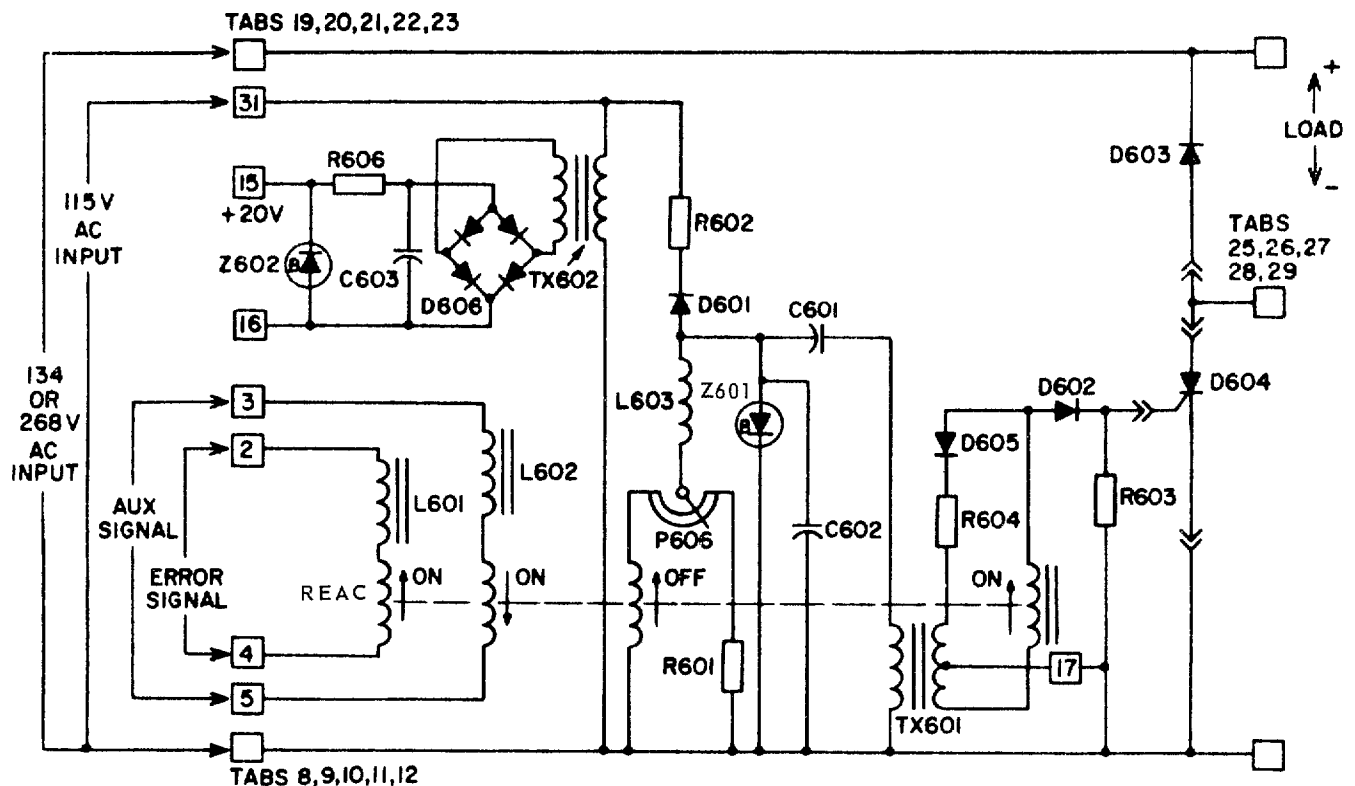 TABS 19,20,21,22,23
31
R606
15
+20V
Z602
B
C603
D606
TX602
16
115V
AC
INPUT
134
OR
268V
AC
INPUT
3
2
AUX
SIGNAL
ERROR
SIGNAL
4
5
L601
L602
REAC
ON
ON
R602
D601
C601
L603
Z601
B
P606
C602
OFF
R601
D602
D605
R604
ON
R603
17
TX601
D603
D604
+
LOAD
-
TABS
25,26,27
28,29
TABS 8,9,10,11,12